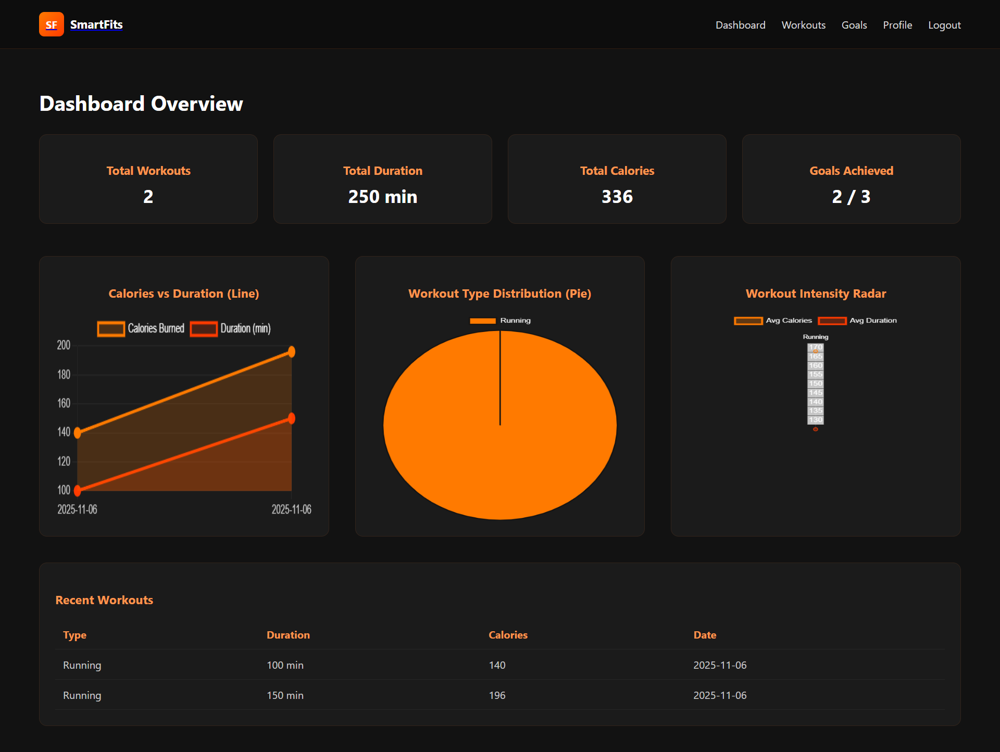 SF SmartFits Dashboard Workouts Goals Profile Logout
Dashboard Overview
Total Workouts
2
Total Duration
250 min
Total Calories
336
Goals Achieved
2 / 3
Calories vs Duration (Line)
Calories Burned Duration (min)
200
180
160
140
120
100
2025-11-06 2025-11-06
Workout Type Distribution (Pie)
Running
Workout Intensity Radar
Avg Calories Avg Duration
Running
170
165
160
155
150
145
140
135
130
Recent Workouts
Type Duration Calories Date
Running 100 min 140 2025-11-06
Running 150 min 196 2025-11-06